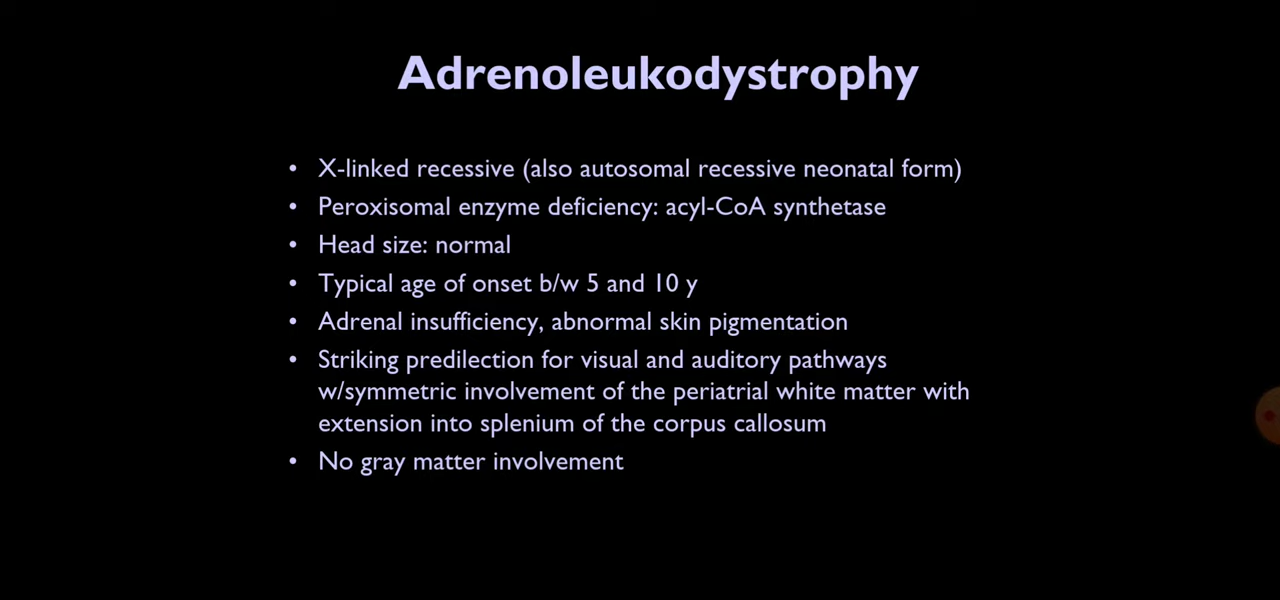 Adrenoleukodystrophy
• X-linked recessive (also autosomal recessive neonatal form)
• Peroxisomal enzyme deficiency: acyl-CoA synthetase
• Head size: normal
• Typical age of onset b/w 5 and 10 y
• Adrenal insufficiency, abnormal skin pigmentation
• Striking predilection for visual and auditory pathways
w/symmetric involvement of the periatrial white matter with
extension into splenium of the corpus callosum
• No gray matter involvement